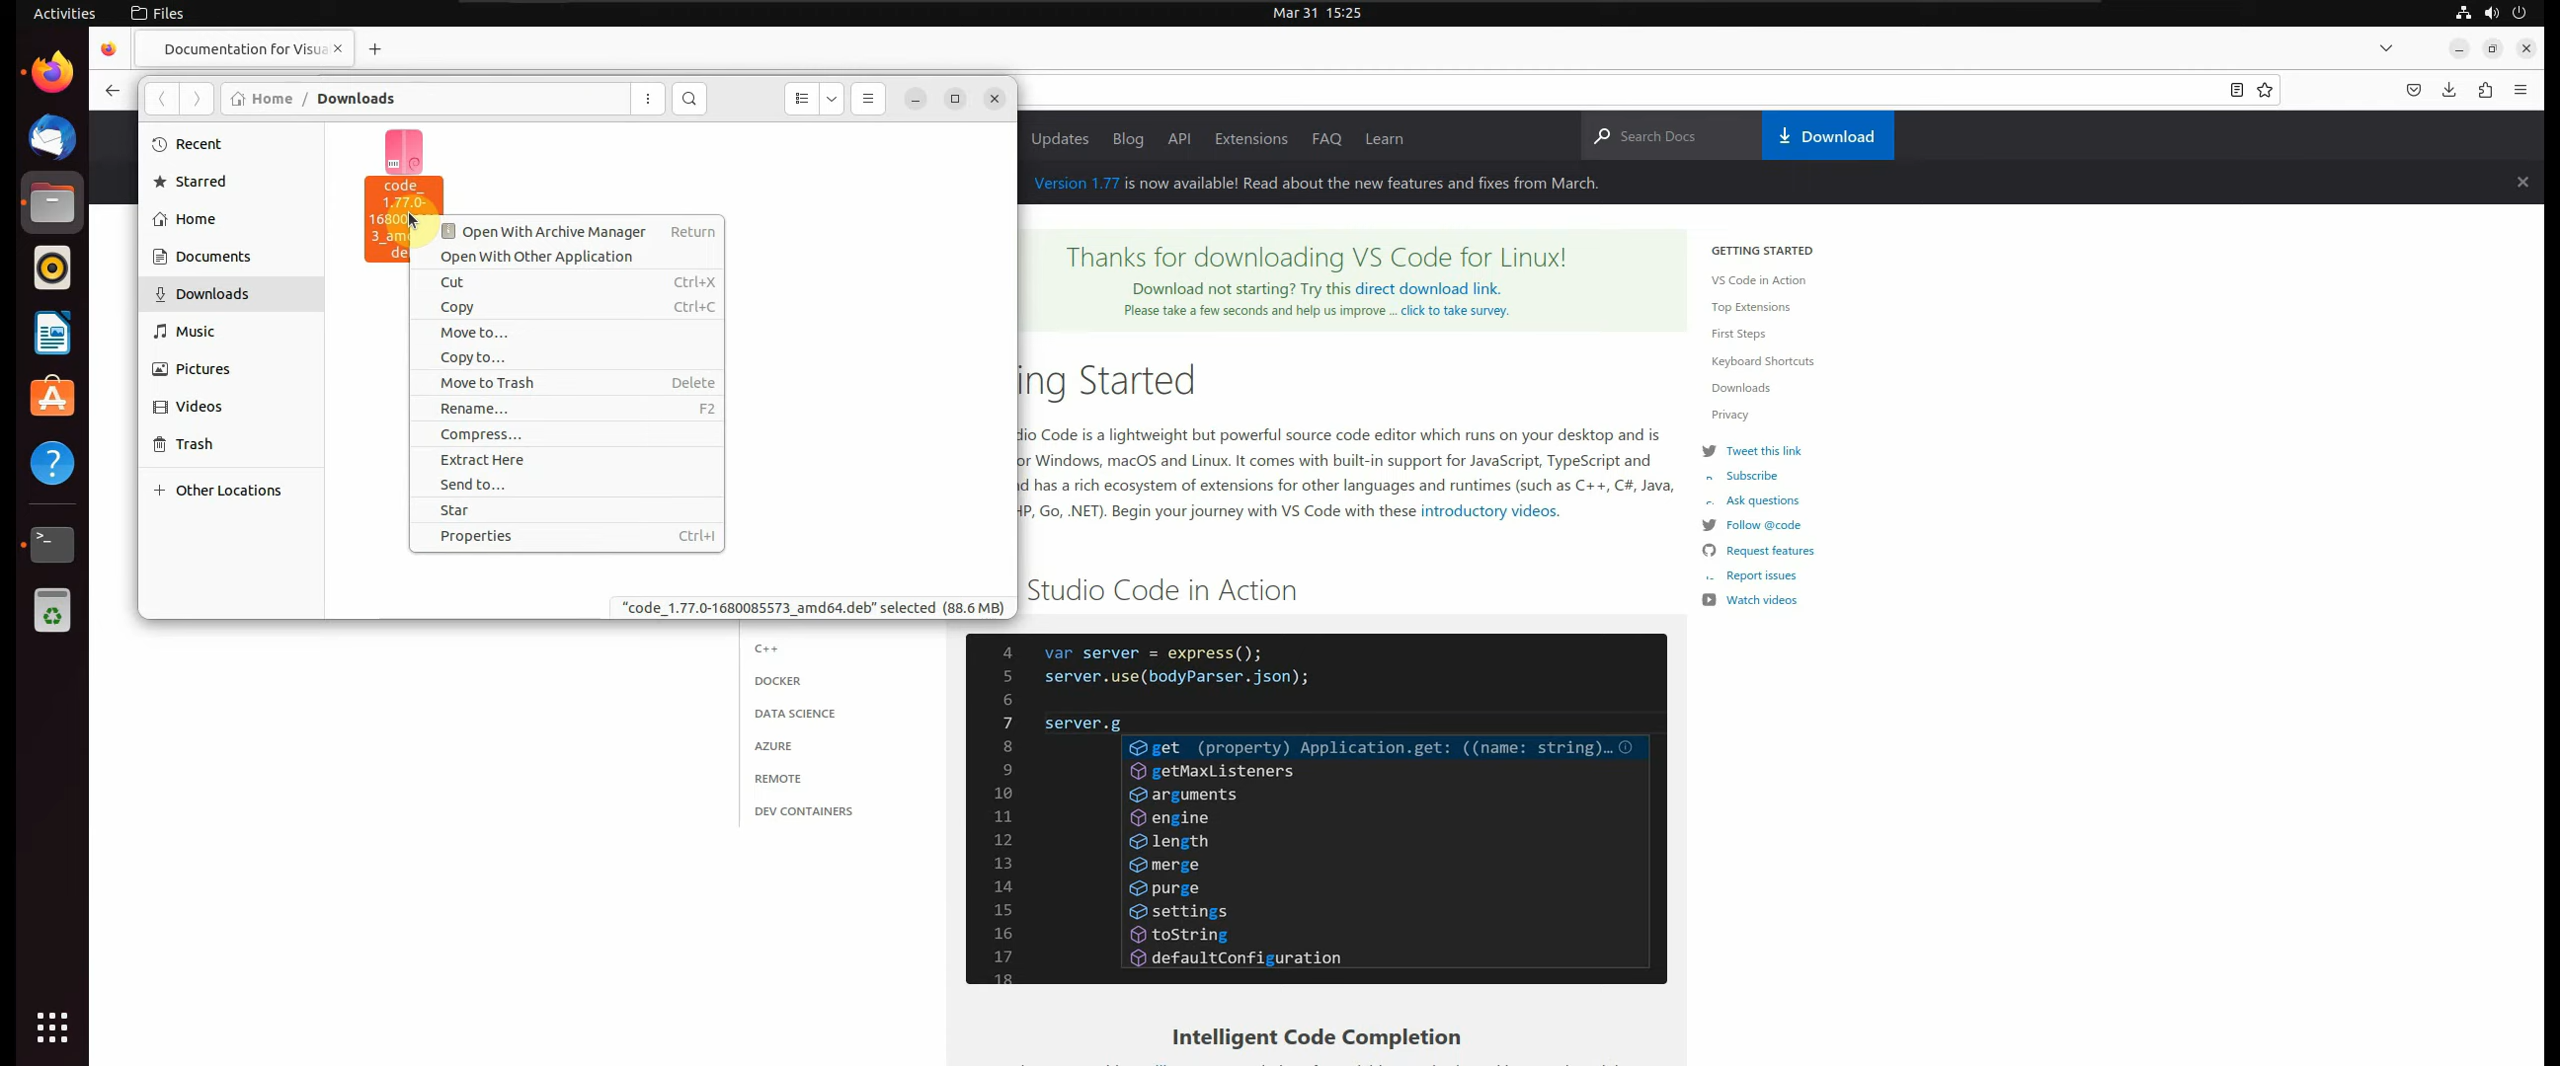 Activities
Files
Mar 31 15:25
Documentation for Visua
Home / Downloads
Recent
Starred
Home
Documents
Downloads
Music
Pictures
Videos
Trash
Other Locations
code_
1.77.0-
Open With Archive Manager Return
Open With Other Application
Cut Ctrl+X
Copy Ctrl+C
Move to…
Copy to…
Move to Trash Delete
Rename… F2
Compress…
Extract Here
Send to…
Star
Properties Ctrl+I
“code_1.77.0-1680085573_amd64.deb” selected (88.6 MB)
Updates Blog API Extensions FAQ Learn
Search Docs
Download
Version 1.77 is now available! Read about the new features and fixes from March.
Thanks for downloading VS Code for Linux!
Download not starting? Try this direct download link.
Please take a few seconds and help us improve ... click to take survey.
ing Started
dio Code is a lightweight but powerful source code editor which runs on your desktop and is
or Windows, macOS and Linux. It comes with built-in support for JavaScript, TypeScript and
d has a rich ecosystem of extensions for other languages and runtimes (such as C++, C#, Java,
HP, Go, .NET). Begin your journey with VS Code with these introductory videos.
Studio Code in Action
GETTING STARTED
VS Code in Action
Top Extensions
First Steps
Keyboard Shortcuts
Downloads
Privacy
Tweet this link
Subscribe
Ask questions
Follow @code
Request features
Report issues
Watch videos
C++
DOCKER
DATA SCIENCE
AZURE
REMOTE
DEV CONTAINERS
4 var server = express();
5 server.use(bodyParser.json);
6
7 server.g
8 get (property) Application.get: ((name: string)…
9 getMaxListeners
10 arguments
11 engine
12 length
13 merge
14 purge
15 settings
16 toString
17 defaultConfiguration
18
Intelligent Code Completion